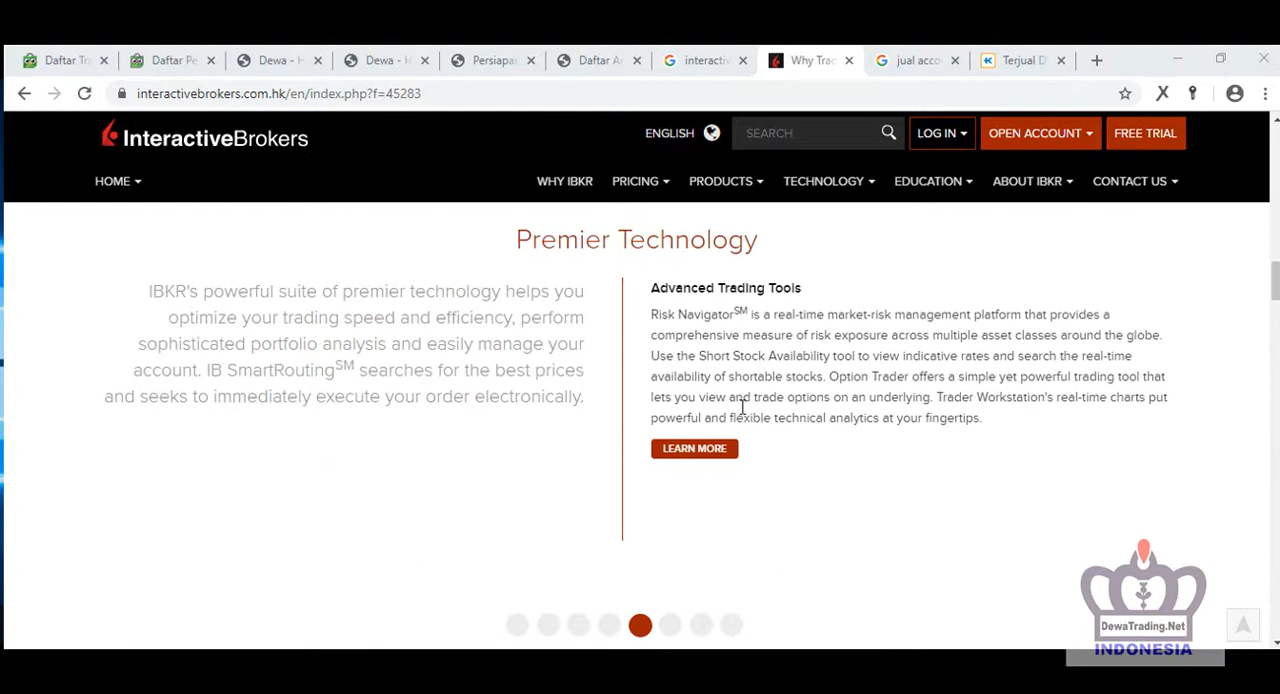 Daftar Tra
Daftar Pe
Dewa - H
Dewa - H
Persiapa
Daftar A
interactiv
Why Trad
jual acco
Terjual D
interactivebrokers.com.hk/en/index.php?f=45283
InteractiveBrokers
ENGLISH
SEARCH
LOG IN
OPEN ACCOUNT
FREE TRIAL
HOME
WHY IBKR
PRICING
PRODUCTS
TECHNOLOGY
EDUCATION
ABOUT IBKR
CONTACT US
Premier Technology
IBKR's powerful suite of premier technology helps you
optimize your trading speed and efficiency, perform
sophisticated portfolio analysis and easily manage your
account. IB SmartRouting℠ searches for the best prices
and seeks to immediately execute your order electronically.
Advanced Trading Tools
Risk Navigator℠ is a real-time market-risk management platform that provides a
comprehensive measure of risk exposure across multiple asset classes around the globe.
Use the Short Stock Availability tool to view indicative rates and search the real-time
availability of shortable stocks. Option Trader offers a simple yet powerful trading tool that
lets you view and trade options on an underlying. Trader Workstation's real-time charts put
powerful and flexible technical analytics at your fingertips.
LEARN MORE
DewaTrading.Net
INDONESIA